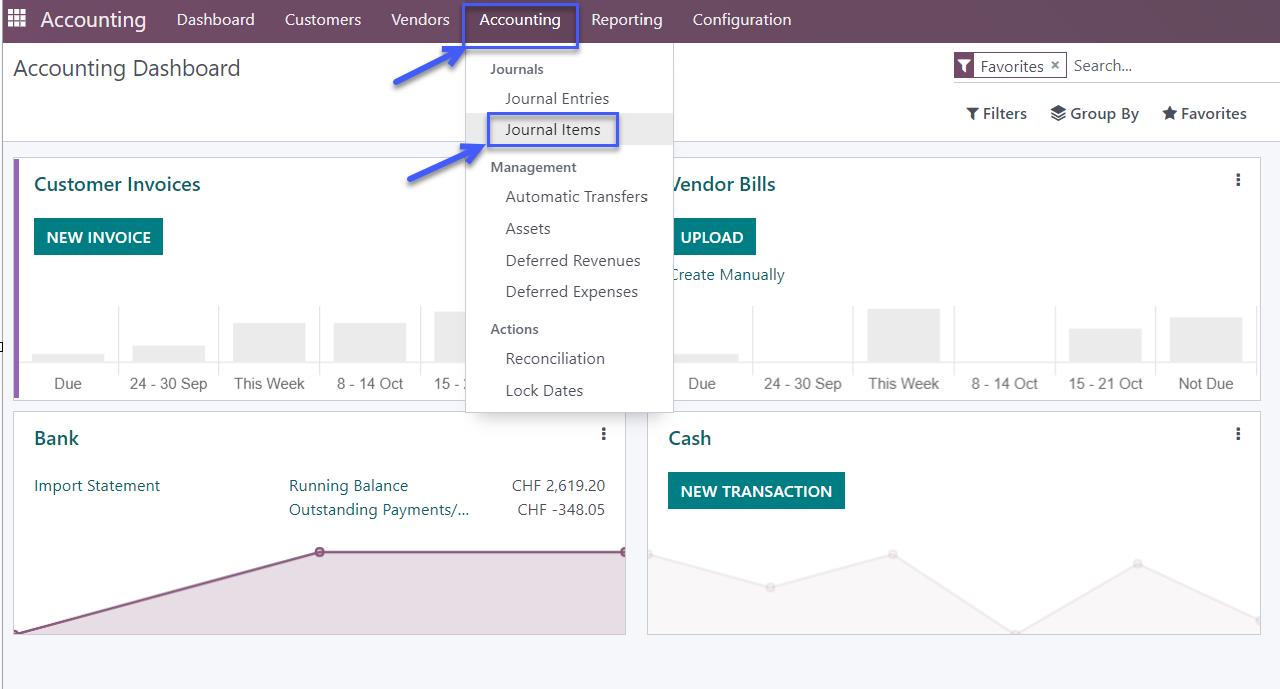 Accounting Dashboard Customers Vendors Accounting Reporting Configuration
Accounting Dashboard
Favorites × Search...
Filters Group By Favorites
Journals
Journal Entries
Journal Items
Management
Automatic Transfers
Assets
Deferred Revenues
Deferred Expenses
Actions
Reconciliation
Lock Dates
Customer Invoices
NEW INVOICE
Due 24 - 30 Sep This Week 8 - 14 Oct 15 - 
Vendor Bills
UPLOAD
Create Manually
Due 24 - 30 Sep This Week 8 - 14 Oct 15 - 21 Oct Not Due
Bank
Import Statement Running Balance CHF 2,619.20
Outstanding Payments/... CHF -348.05
Cash
NEW TRANSACTION